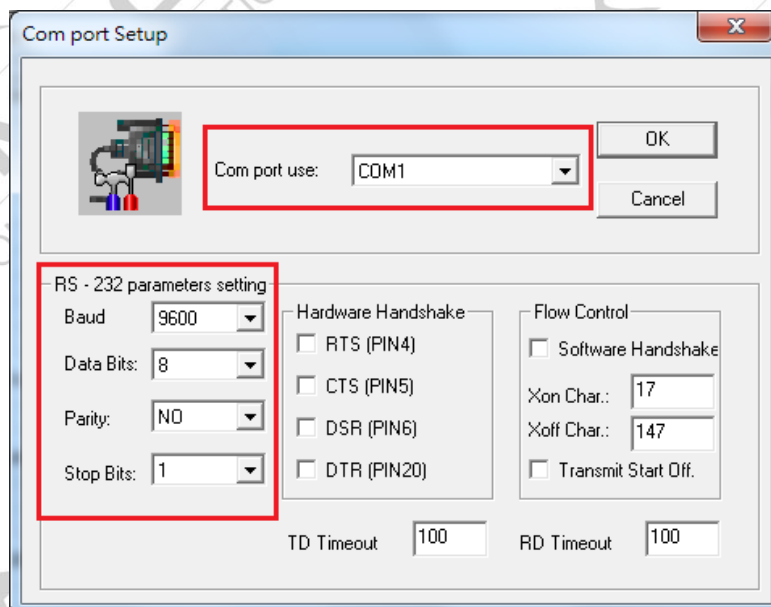 Com port Setup
Com port use: COM1
OK
Cancel
RS - 232 parameters setting
Baud 9600
Data Bits: 8
Parity: NO
Stop Bits: 1
Hardware Handshake
RTS (PIN4)
CTS (PIN5)
DSR (PIN6)
DTR (PIN20)
Flow Control
Software Handshake
Xon Char.: 17
Xoff Char.: 147
Transmit Start Off.
TD Timeout 100
RD Timeout 100